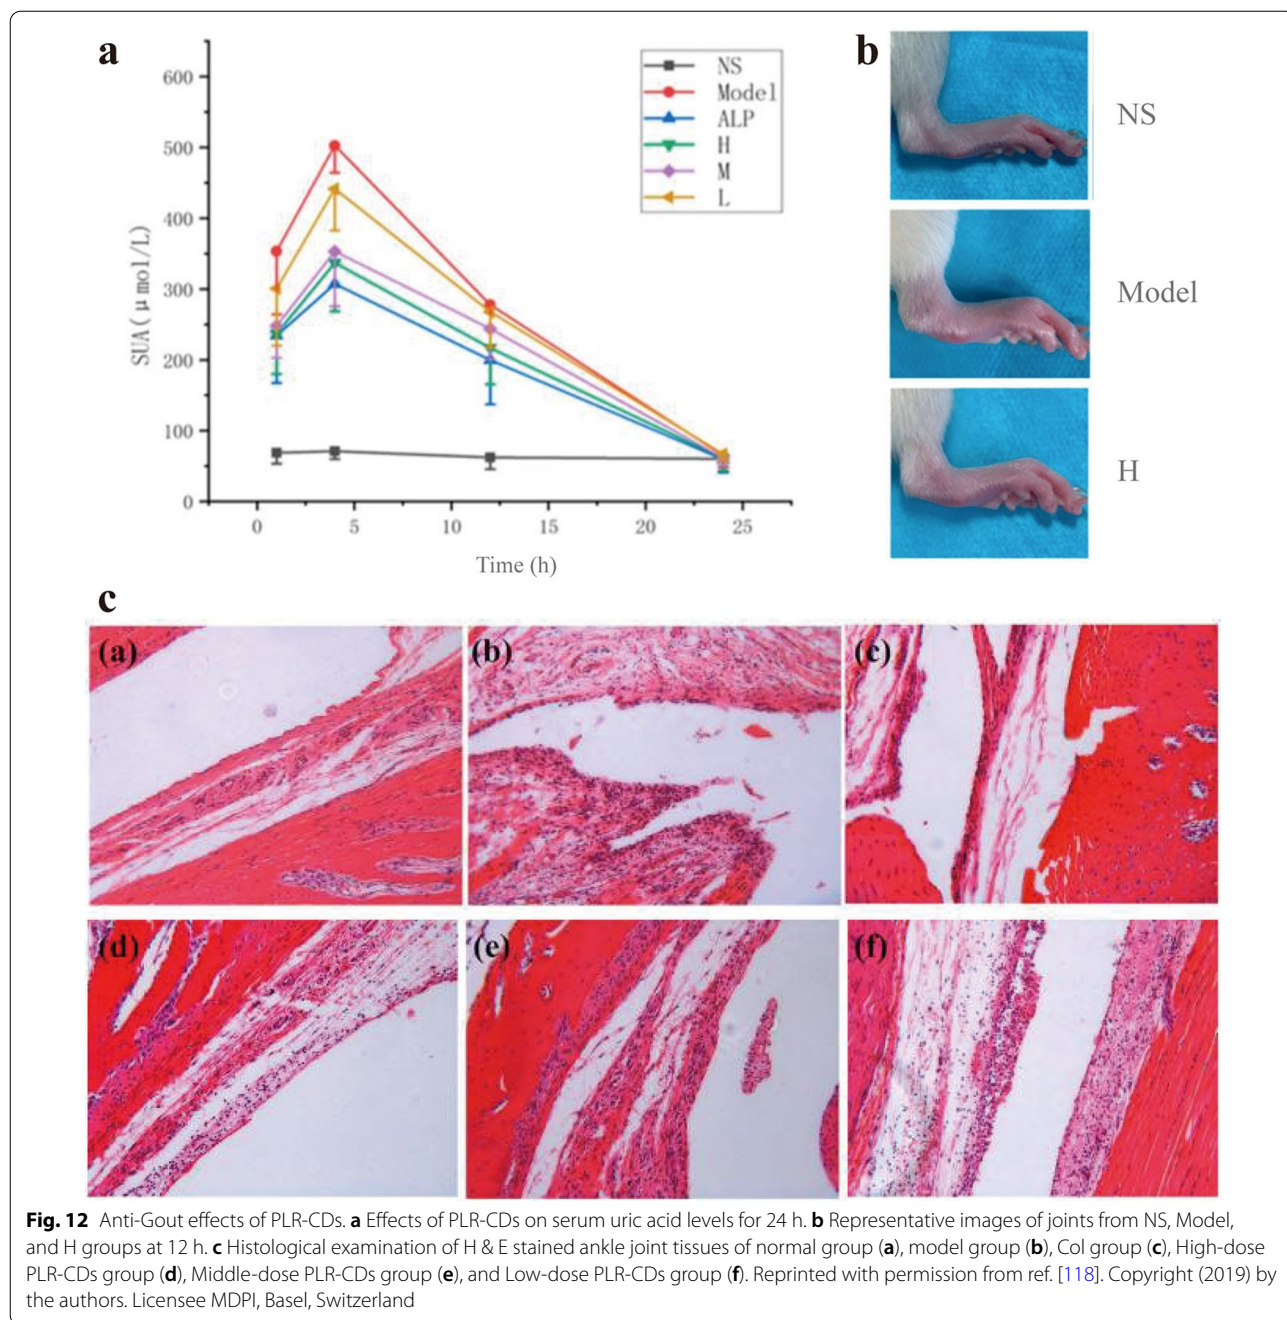 a
600
500
400
300
200
100
0
SUA(μmol/L)
0 5 10 15 20 25
Time (h)
NS
Model
ALP
H
M
L
b
NS
Model
H
c
(a) (b) (c)
(d) (e) (f)
Fig. 12 Anti-Gout effects of PLR-CDs. a Effects of PLR-CDs on serum uric acid levels for 24 h. b Representative images of joints from NS, Model,
and H groups at 12 h. c Histological examination of H & E stained ankle joint tissues of normal group (a), model group (b), Col group (c), High-dose
PLR-CDs group (d), Middle-dose PLR-CDs group (e), and Low-dose PLR-CDs group (f). Reprinted with permission from ref. [118]. Copyright (2019) by
the authors. Licensee MDPI, Basel, Switzerland